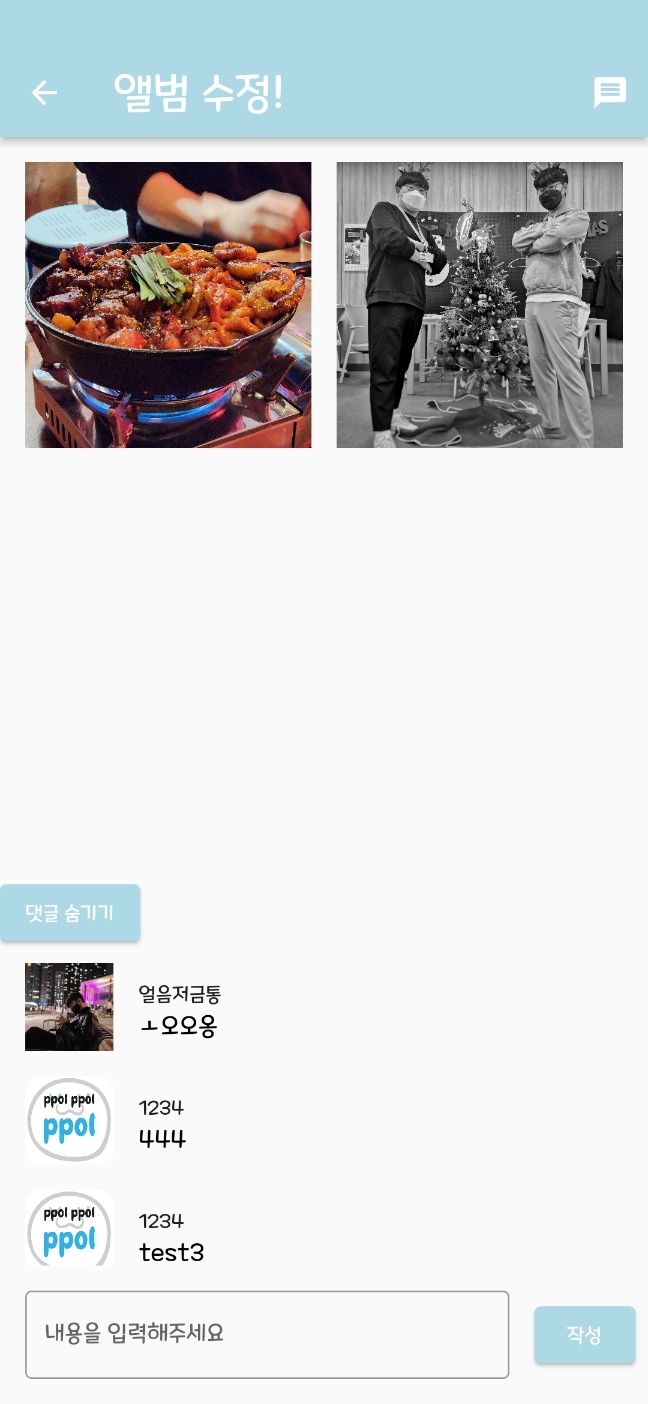 앨범 수정!
댓글 숨기기
얼음저금통
ㅗ오오옹
ppol ppol
ppol
1234
444
ppol ppol
ppol
1234
test3
내용을 입력해주세요
작성